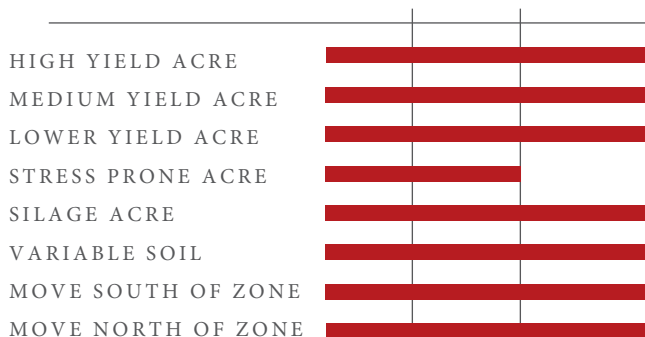 HIGH YIELD ACRE
MEDIUM YIELD ACRE
LOWER YIELD ACRE
STRESS PRONE ACRE
SILAGE ACRE
VARIABLE SOIL
MOVE SOUTH OF ZONE
MOVE NORTH OF ZONE